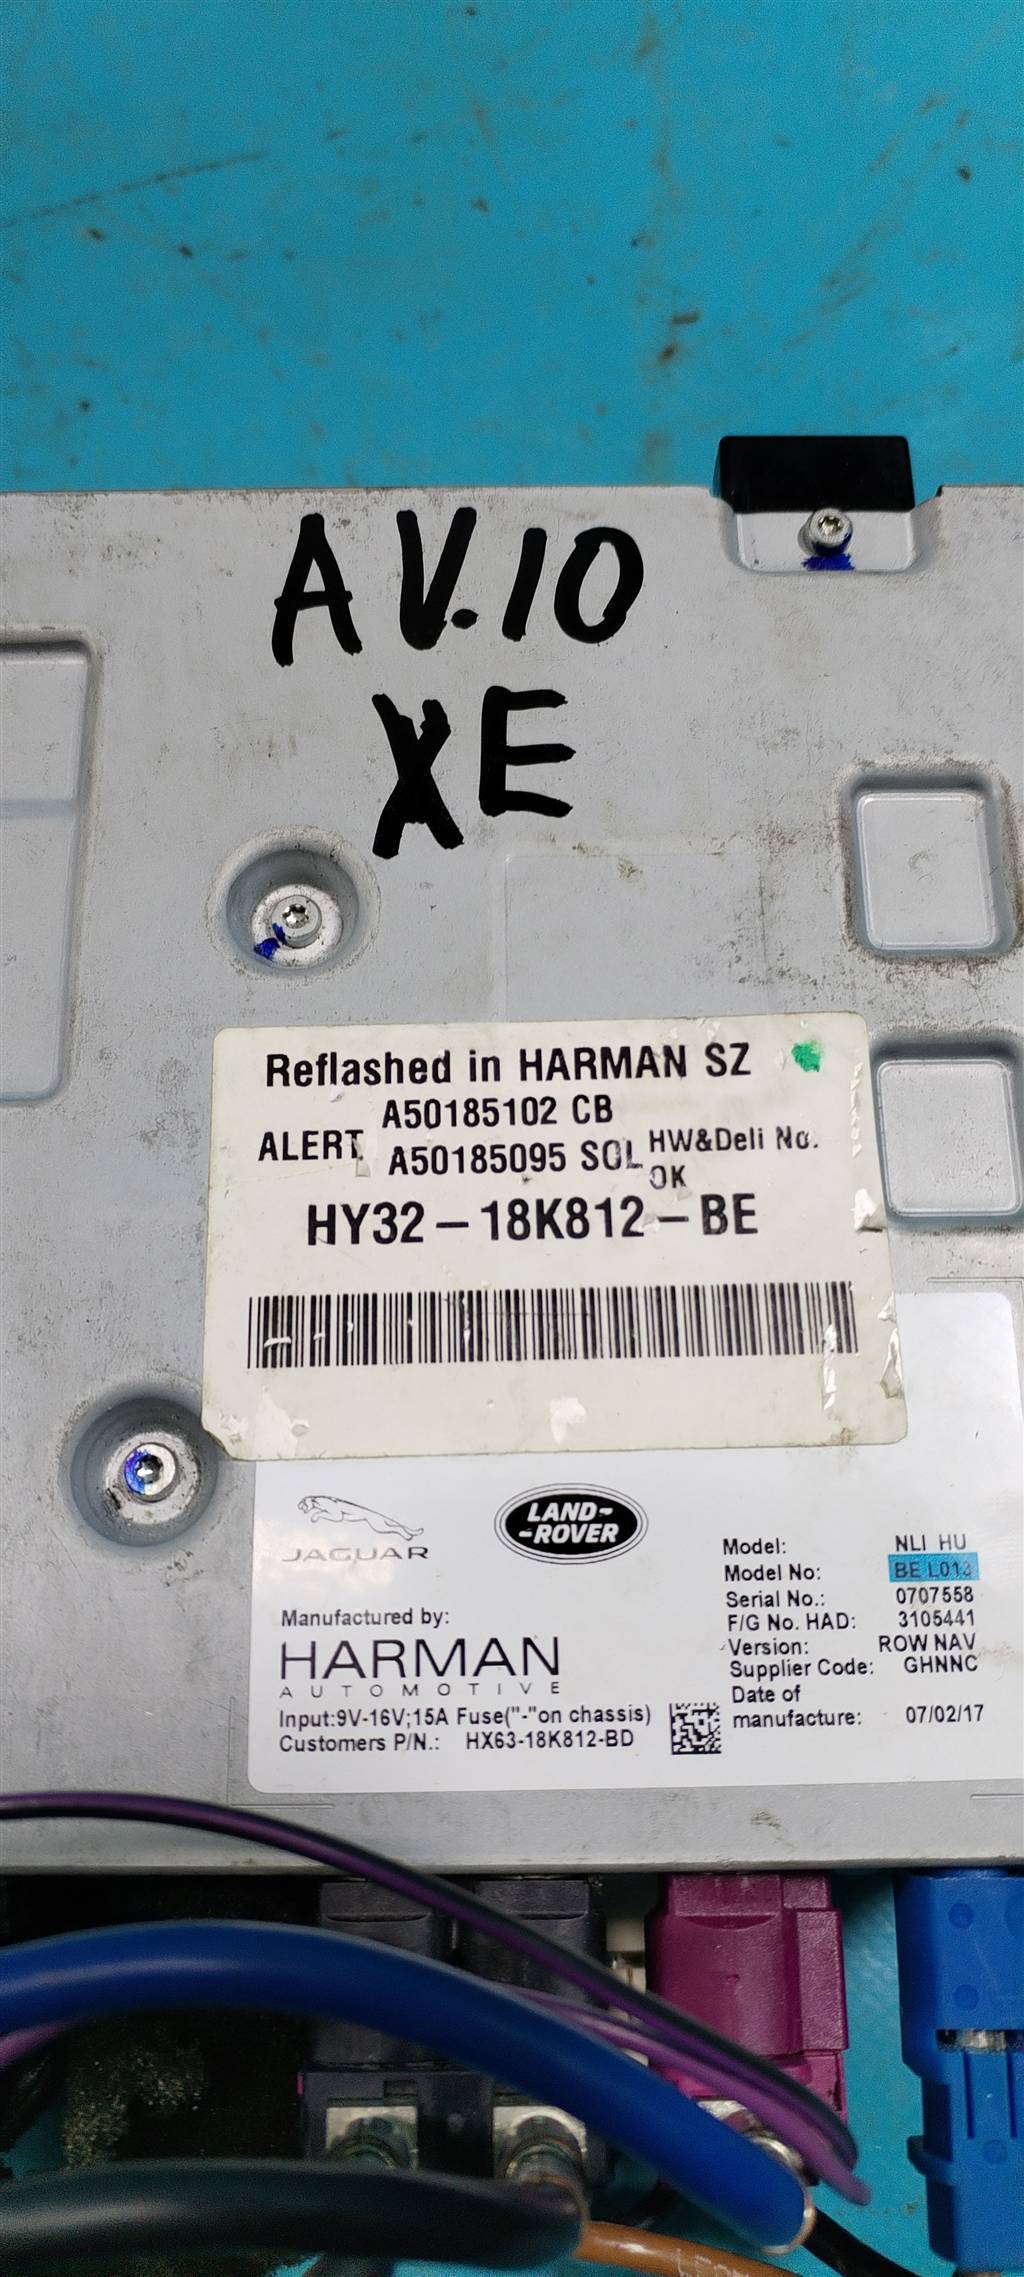 AV.10
XE
Reflashed in HARMAN SZ
A50185102 CB
ALERT A50185095 SOL HW&Deli No.
OK
HY32-18K812-BE
JAGUAR
LAND-
-ROVER
Manufactured by:
HARMAN
AUTOMOTIVE
Input:9V-16V;15A Fuse("-"on chassis)
Customers P/N.: HX63-18K812-BD
Model: NLI HU
Model No: BE L013
Serial No.: 0707558
F/G No. HAD: 3105441
Version: ROW NAV
Supplier Code: GHNNC
Date of
manufacture: 07/02/17